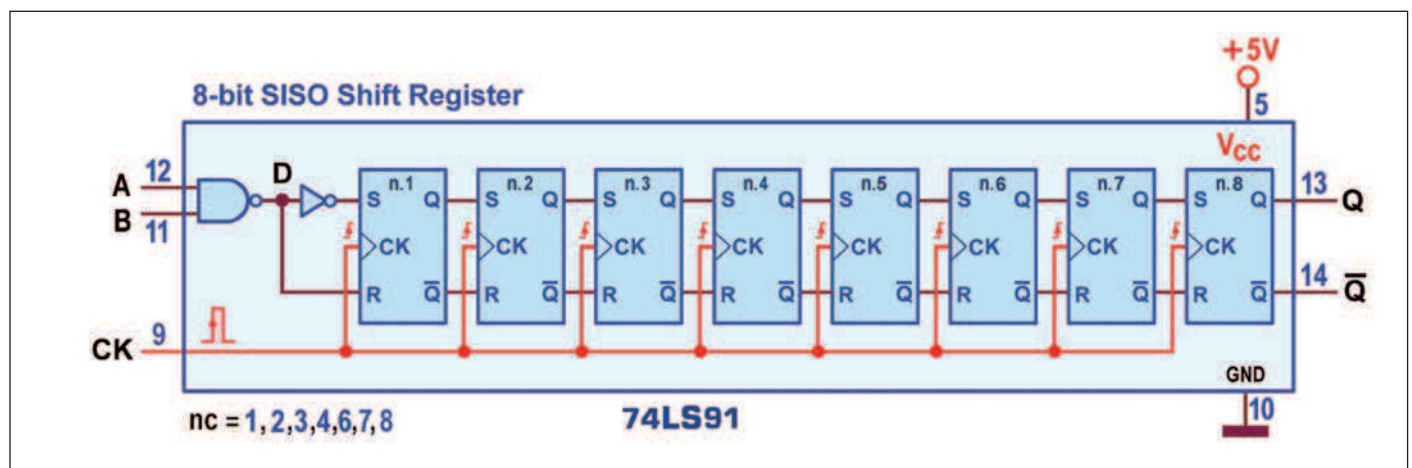 +5V
5
8-bit SISO Shift Register
VCC
A 12
B 11
D
n.1 n.2 n.3 n.4 n.5 n.6 n.7 n.8
S Q S Q S Q S Q S Q S Q S Q S Q 13 Q
CK CK CK CK CK CK CK CK
R Q̅ R Q̅ R Q̅ R Q̅ R Q̅ R Q̅ R Q̅ R Q̅ 14 Q̅
CK 9
GND
10
nc = 1, 2, 3, 4, 6, 7, 8
74LS91